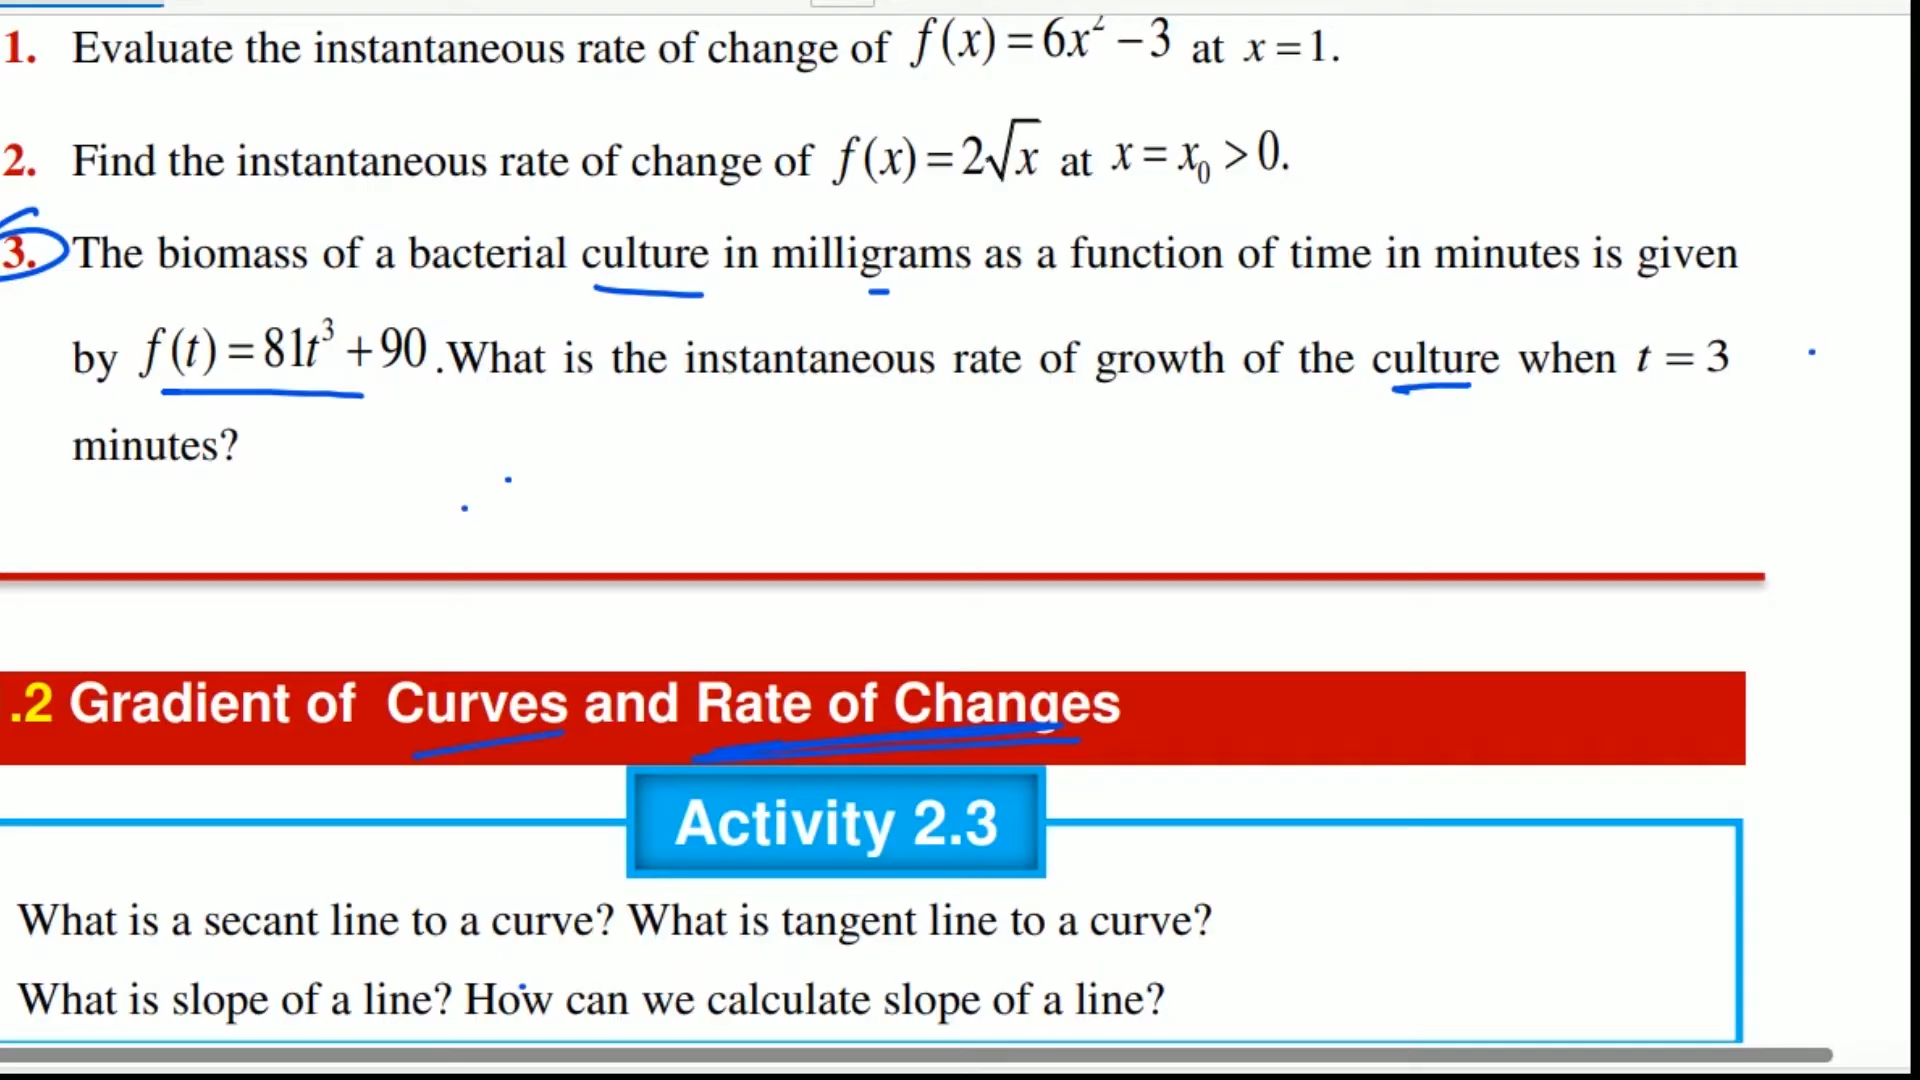 1. Evaluate the instantaneous rate of change of f(x)=6x²−3 at x=1.
2. Find the instantaneous rate of change of f(x)=2√x at x=x₀>0.
3. The biomass of a bacterial culture in milligrams as a function of time in minutes is given
by f(t)=81t³+90.What is the instantaneous rate of growth of the culture when t=3
minutes?
.2 Gradient of Curves and Rate of Changes
Activity 2.3
What is a secant line to a curve? What is tangent line to a curve?
What is slope of a line? How can we calculate slope of a line?